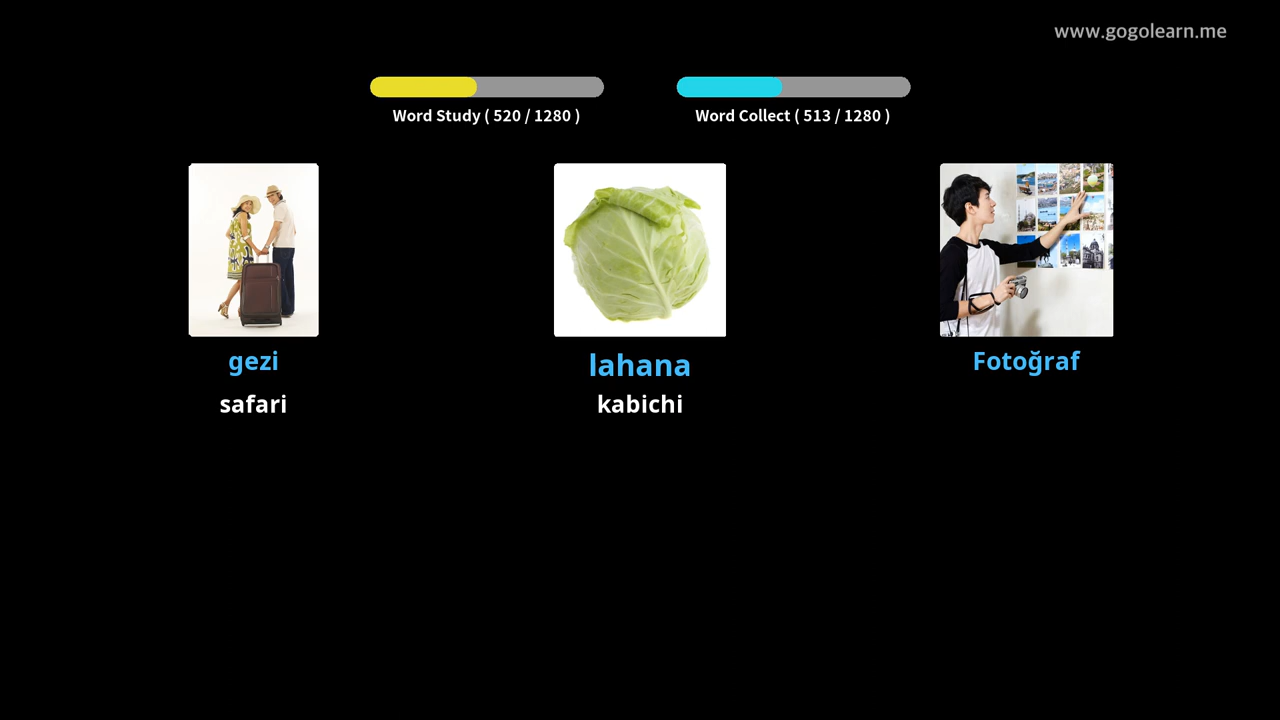 www.gogolearn.me
Word Study ( 520 / 1280 )
Word Collect ( 513 / 1280 )
gezi
lahana
Fotoğraf
safari
kabichi